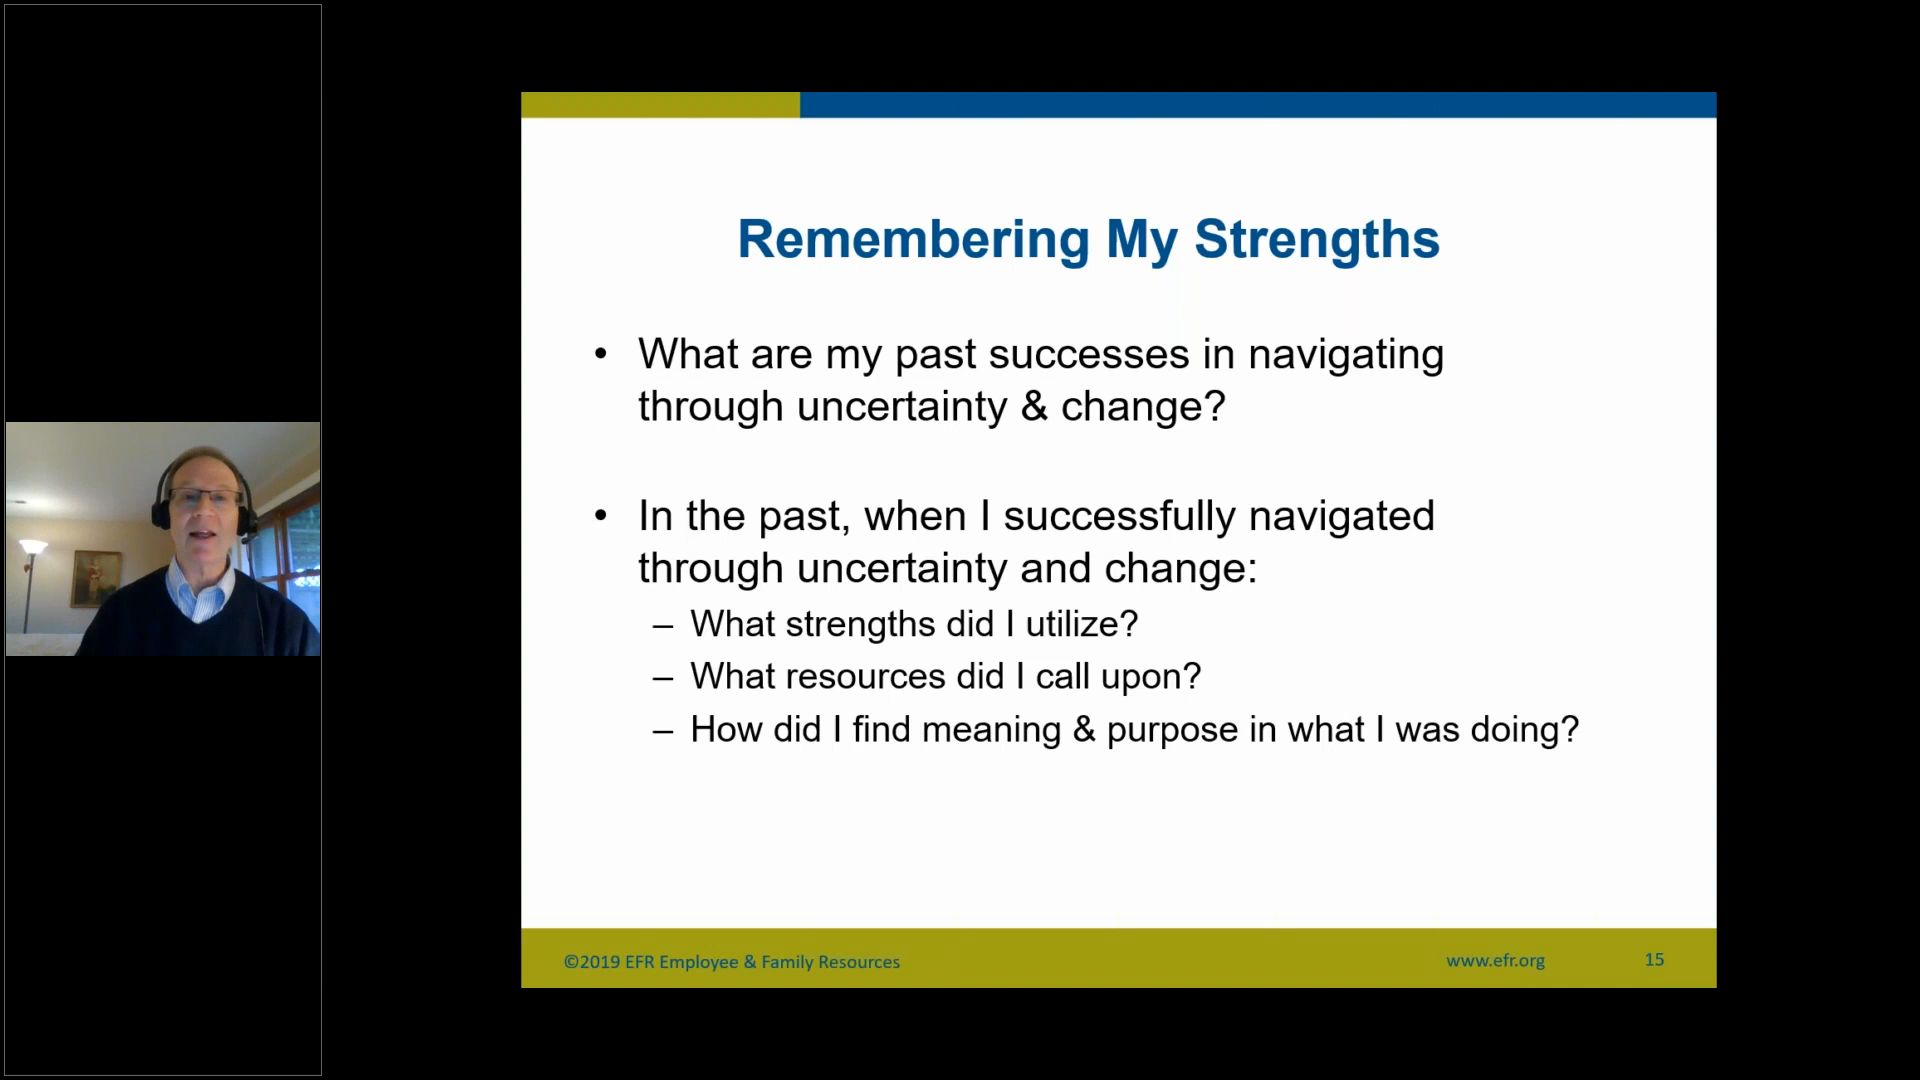 Remembering My Strengths
• What are my past successes in navigating
through uncertainty & change?
• In the past, when I successfully navigated
through uncertainty and change:
– What strengths did I utilize?
– What resources did I call upon?
– How did I find meaning & purpose in what I was doing?
©2019 EFR Employee & Family Resources
www.efr.org
15